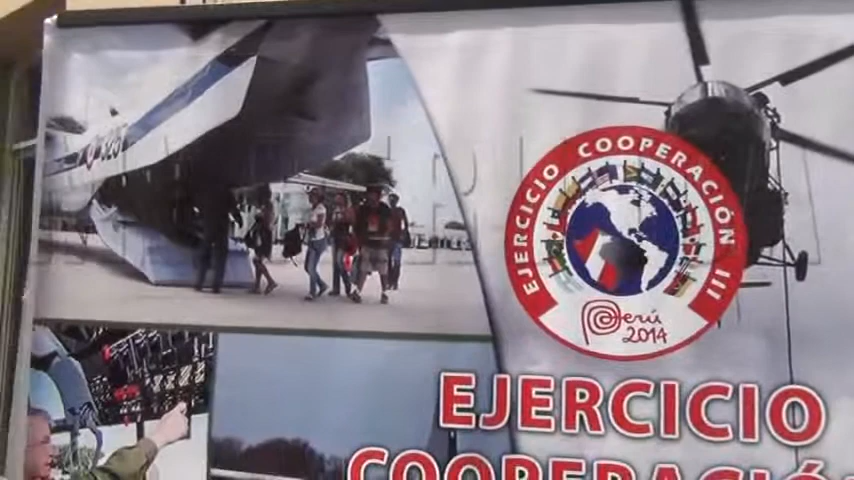 EJERCICIO COOPERACIÓN III
Perú
2014
EJERCICIO
COOPERACIÓ